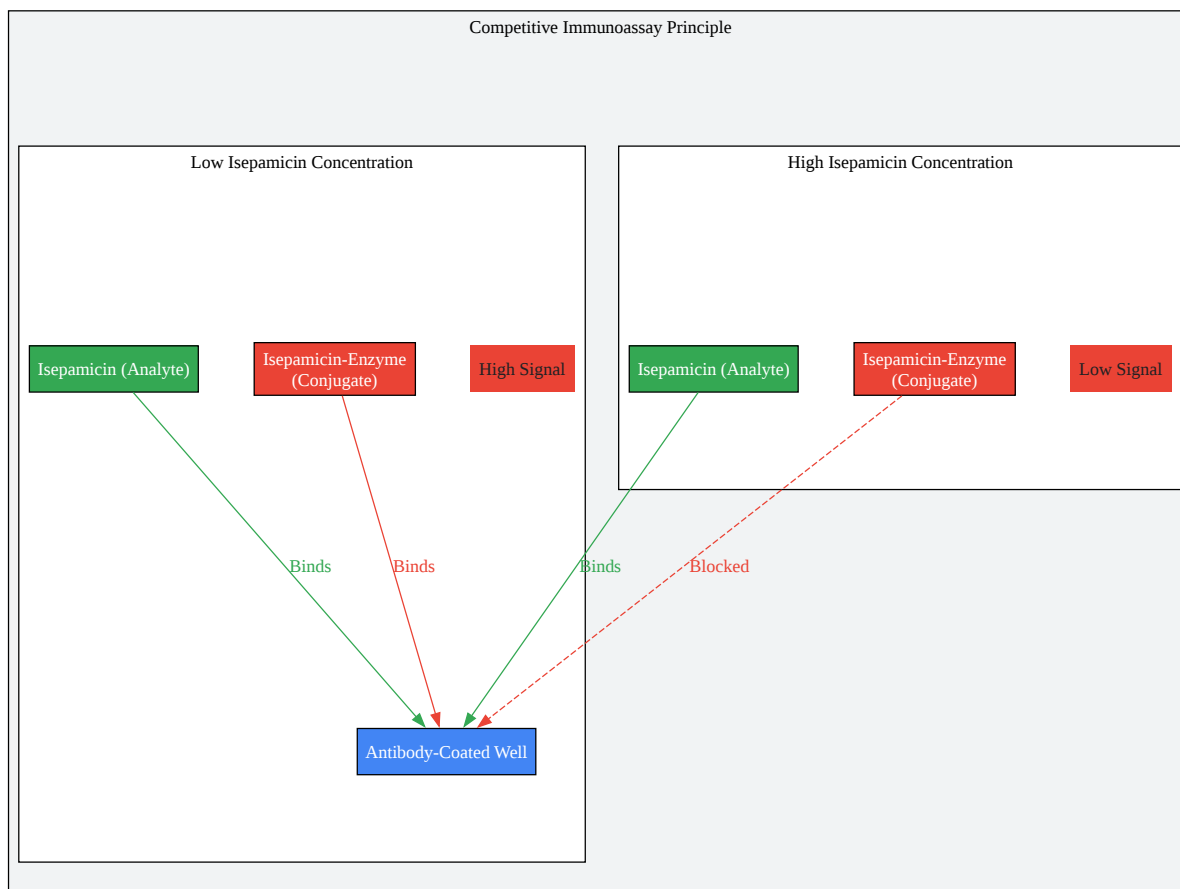 Competitive Immunoassay Principle
Low Isepamicin Concentration
High Isepamicin Concentration
Isepamicin (Analyte)
Isepamicin-Enzyme
(Conjugate)
High Signal
Isepamicin (Analyte)
Isepamicin-Enzyme
(Conjugate)
Low Signal
Binds
Binds
Binds
Blocked
Antibody-Coated Well